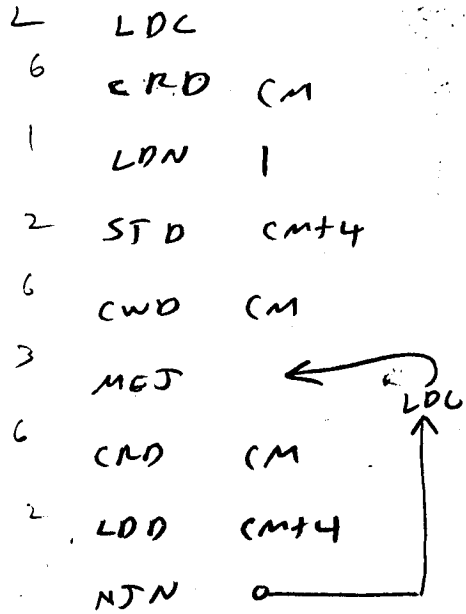 2 LDC
6 CRD CM
1 LDN 1
2 STD CM+4
6 CWD CM
3 MEJ
LDC
6 CRD CM
2 LDD CM+4
NJN